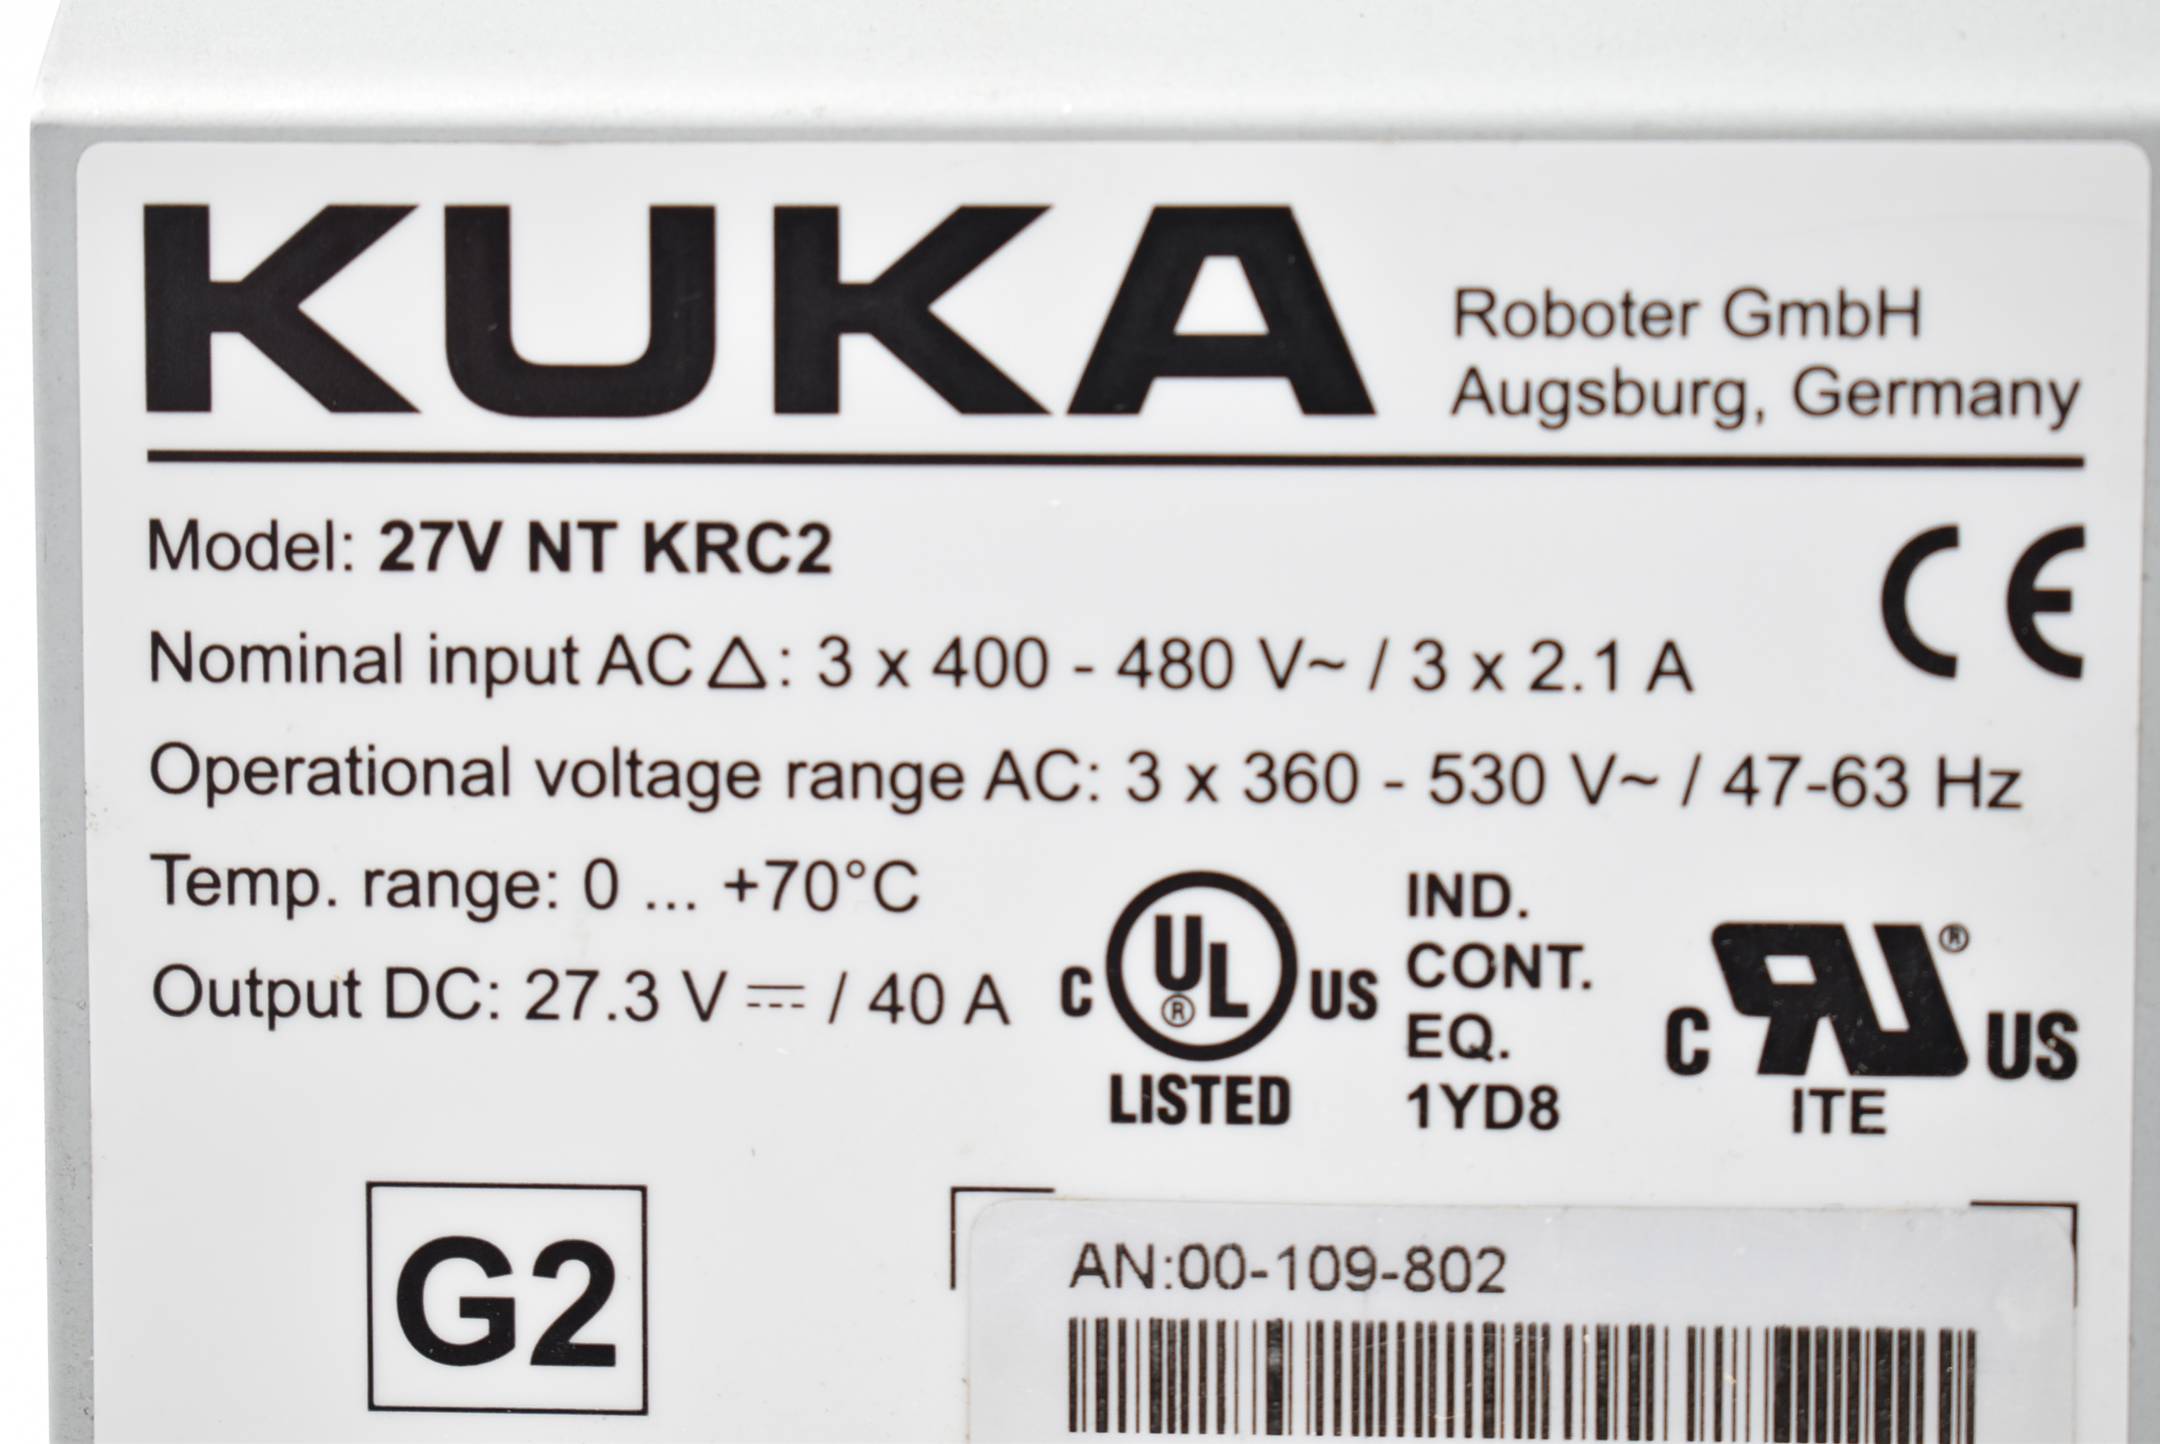 KUKA
Roboter GmbH
Augsburg, Germany
Model: 27V NT KRC2
CE
Nominal input AC △: 3 x 400 - 480 V~ / 3 x 2.1 A
Operational voltage range AC: 3 x 360 - 530 V~ / 47-63 Hz
Temp. range: 0 ... +70°C
Output DC: 27.3 V ⎓ / 40 A
C UL ® US
LISTED
IND.
CONT.
EQ.
1YD8
C RU ® US
ITE
G2
AN:00-109-802